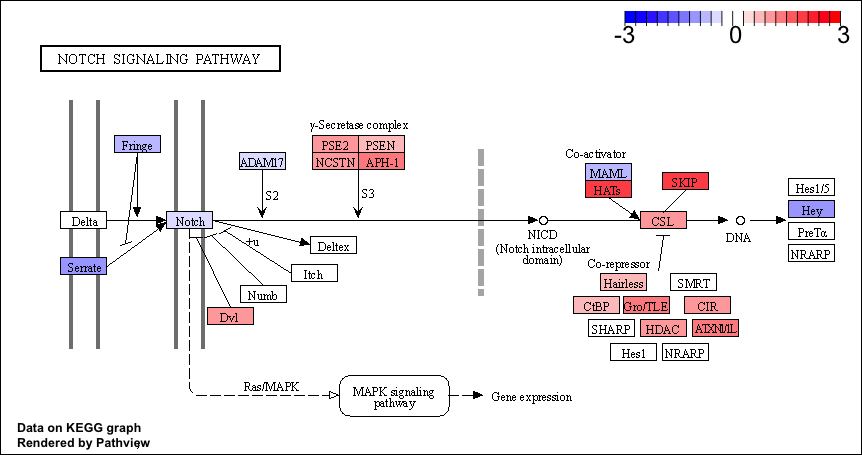 -3 0 3
NOTCH SIGNALING PATHWAY
γ-Secretase complex
Fringe
PSE2 PSEN
NCSTN APH-1
ADAM17
S2
S3
Co-activator
MAML
HATs
SKIP
Hes1/5
Delta
Notch
CSL
Hey
NICD
(Notch intracellular
domain)
DNA
PreTα
NRARP
+u
Deltex
Serrate
Itch
Numb
Dvl
Co-repressor
Hairless
SMRT
CtBP
Gro/TLE
CIR
SHARP
HDAC
ATXN1/1L
Hes1
NRARP
Ras/MAPK
MAPK signaling
pathway
Gene expression
Data on KEGG graph
Rendered by Pathview